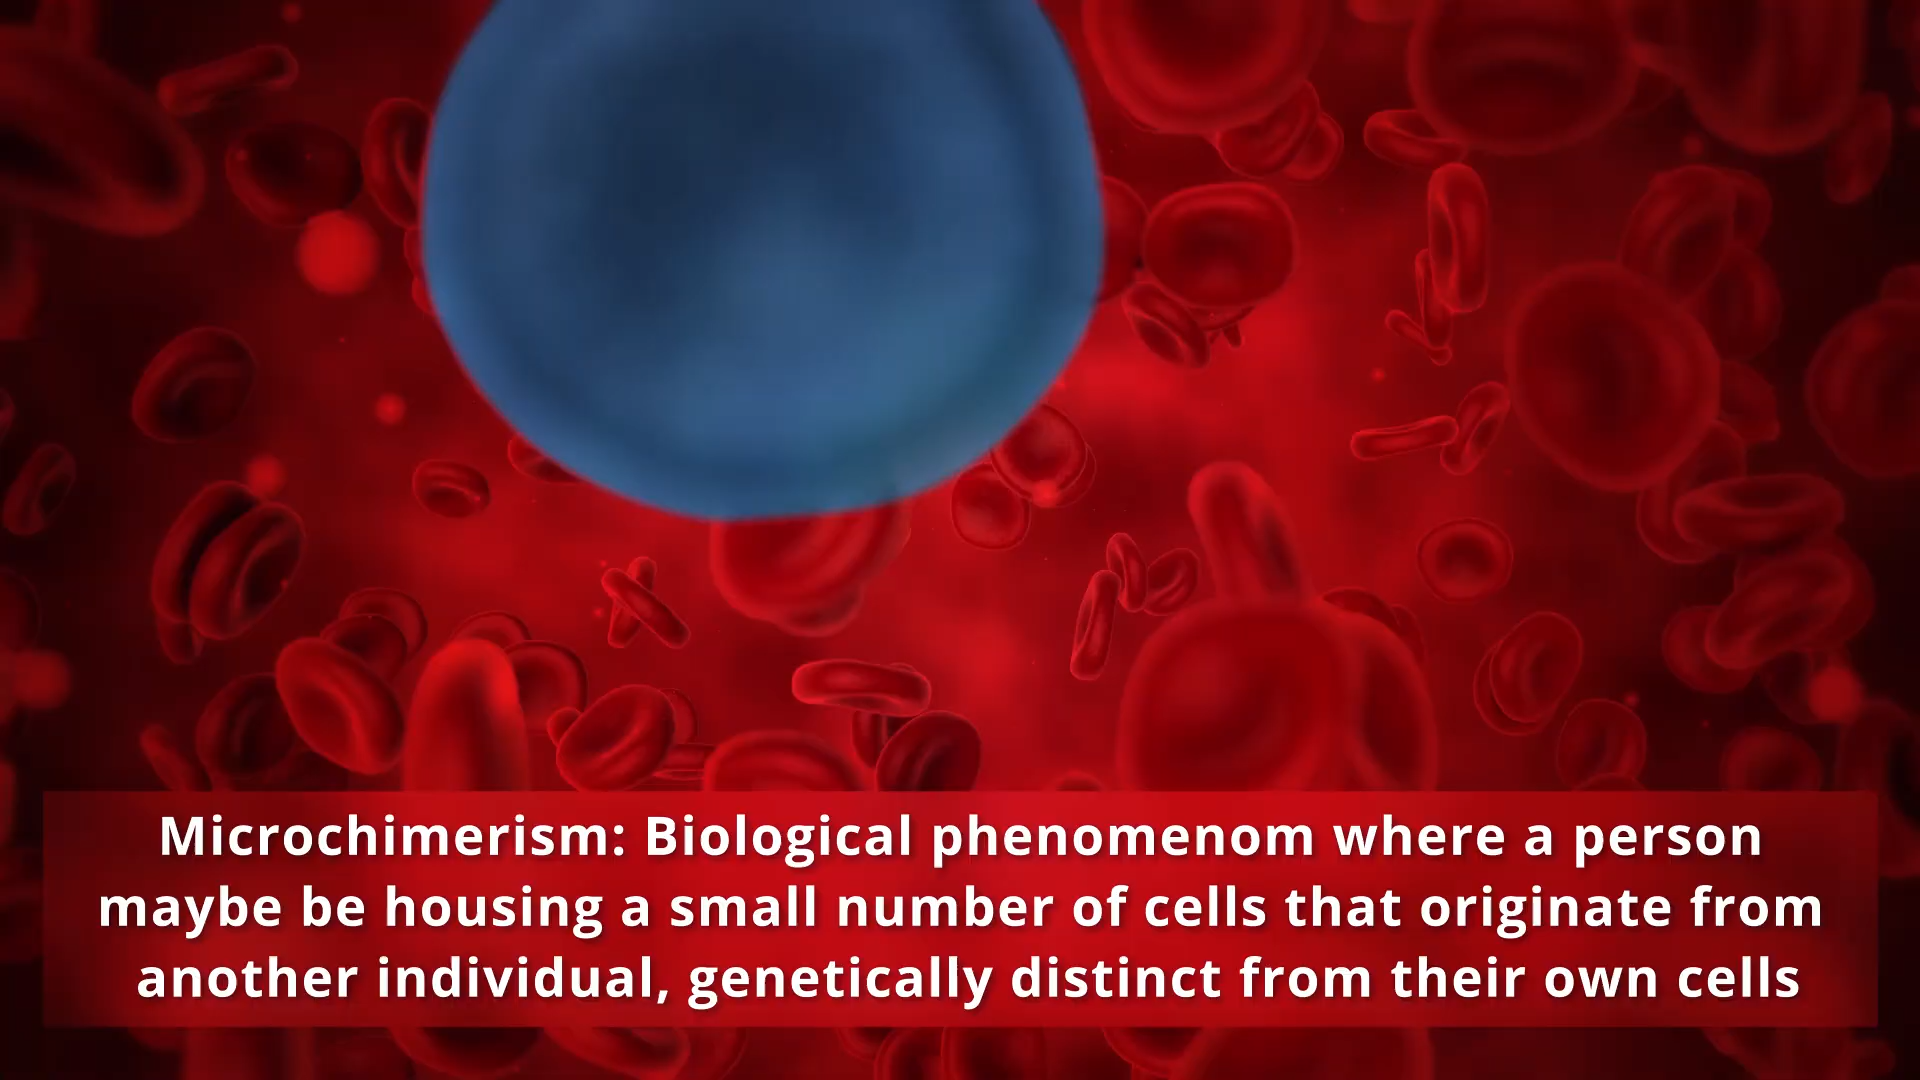 Microchimerism: Biological phenomenom where a person
maybe be housing a small number of cells that originate from
another individual, genetically distinct from their own cells